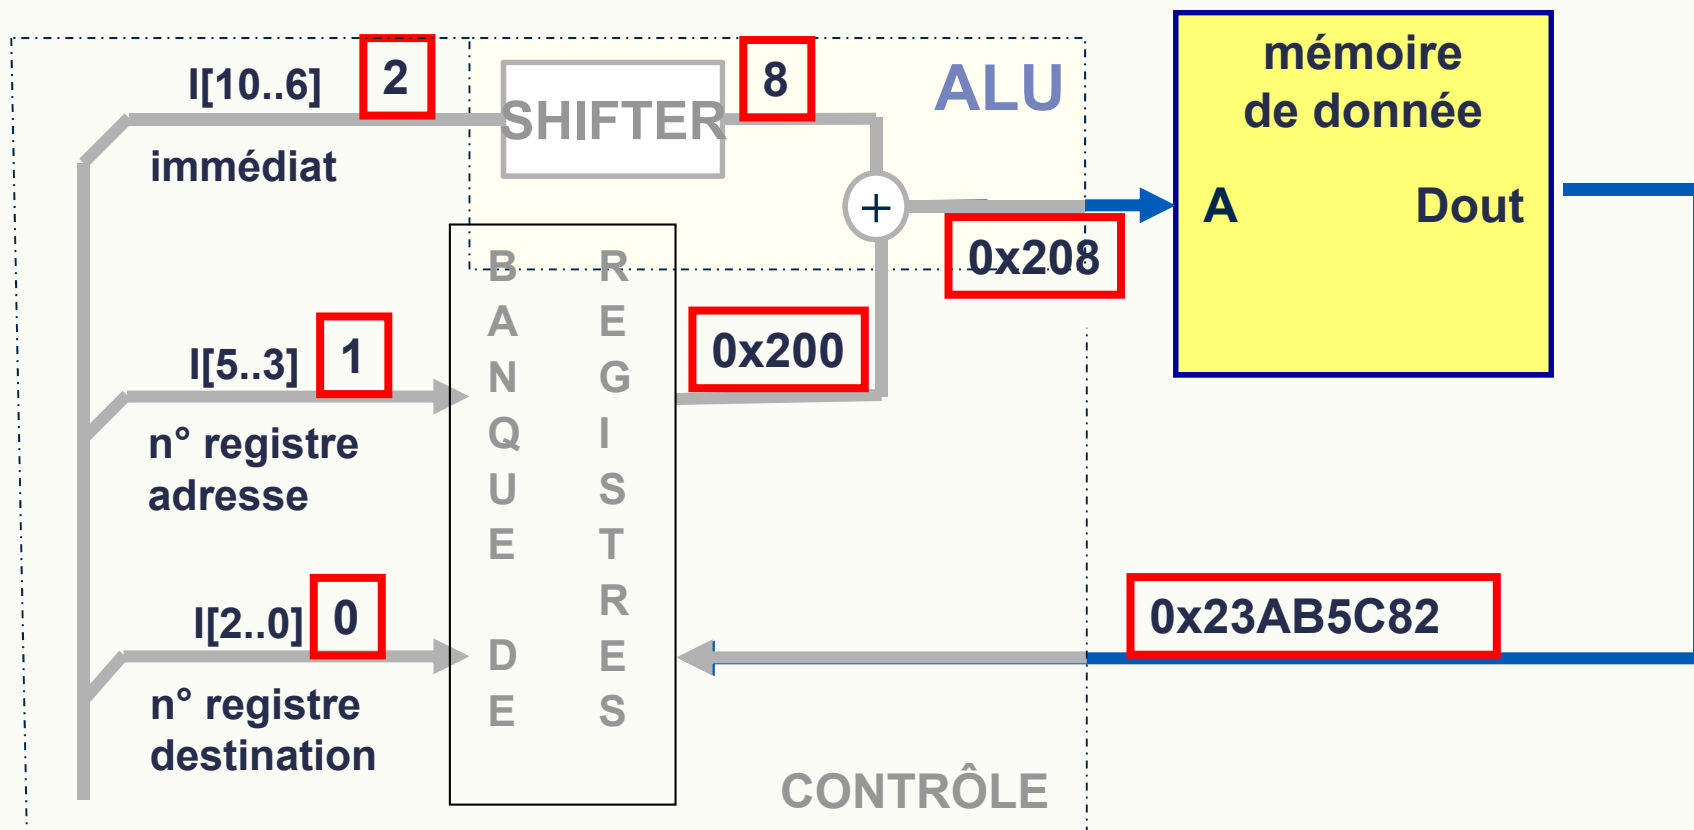 I[10..6]
2
SHIFTER
8
ALU
mémoire
de donnée
immédiat
+
A
Dout
0x208
BANQUE DE
REGISTRES
0x200
I[5..3]
1
n° registre
adresse
I[2..0]
0
0x23AB5C82
n° registre
destination
CONTRÔLE